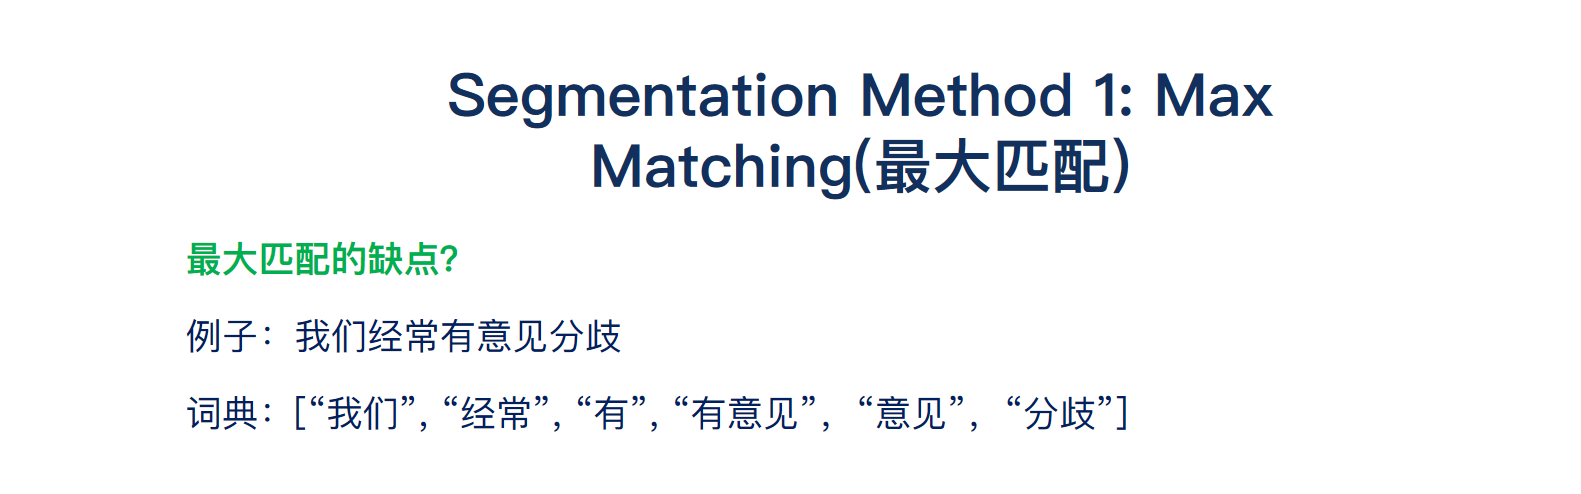 Segmentation Method 1: Max
Matching(最大匹配)
最大匹配的缺点?
例子：我们经常有意见分歧
词典：[“我们”, “经常”, “有”, “有意见”， “意见”， “分歧”]